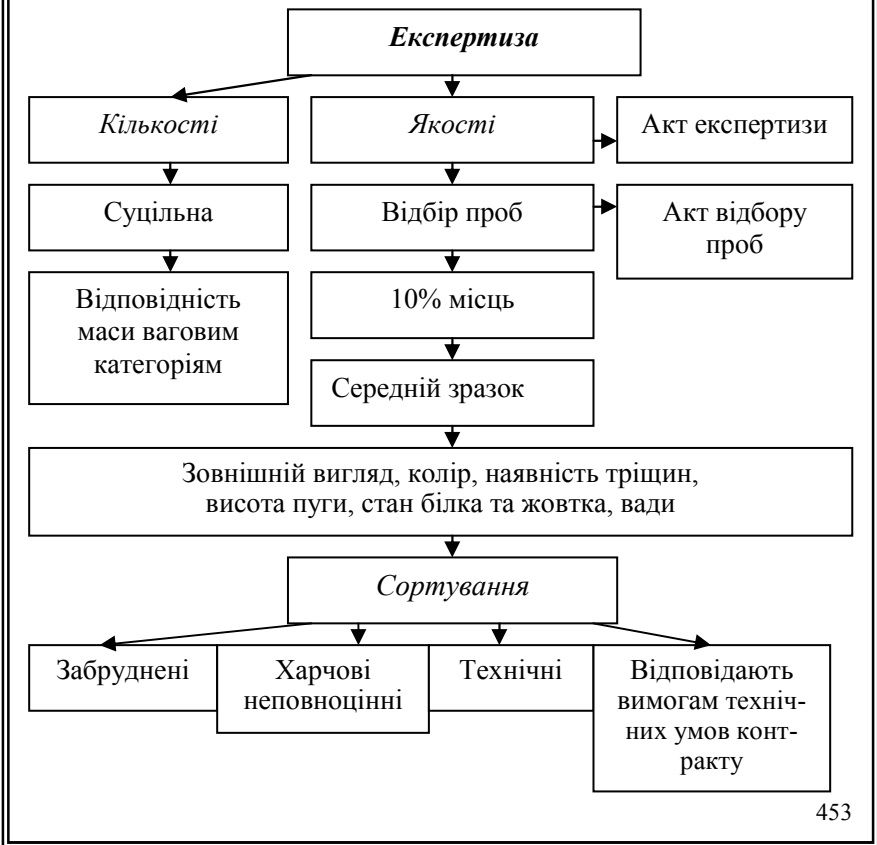 Експертиза
Кількості
Якості
Акт експертизи
Суцільна
Відбір проб
Акт відбору
проб
Відповідність
маси ваговим
категоріям
10% місць
Середній зразок
Зовнішній вигляд, колір, наявність тріщин,
висота пуги, стан білка та жовтка, вади
Сортування
Забруднені
Харчові
неповноцінні
Технічні
Відповідають
вимогам техніч-
них умов конт-
ракту
453